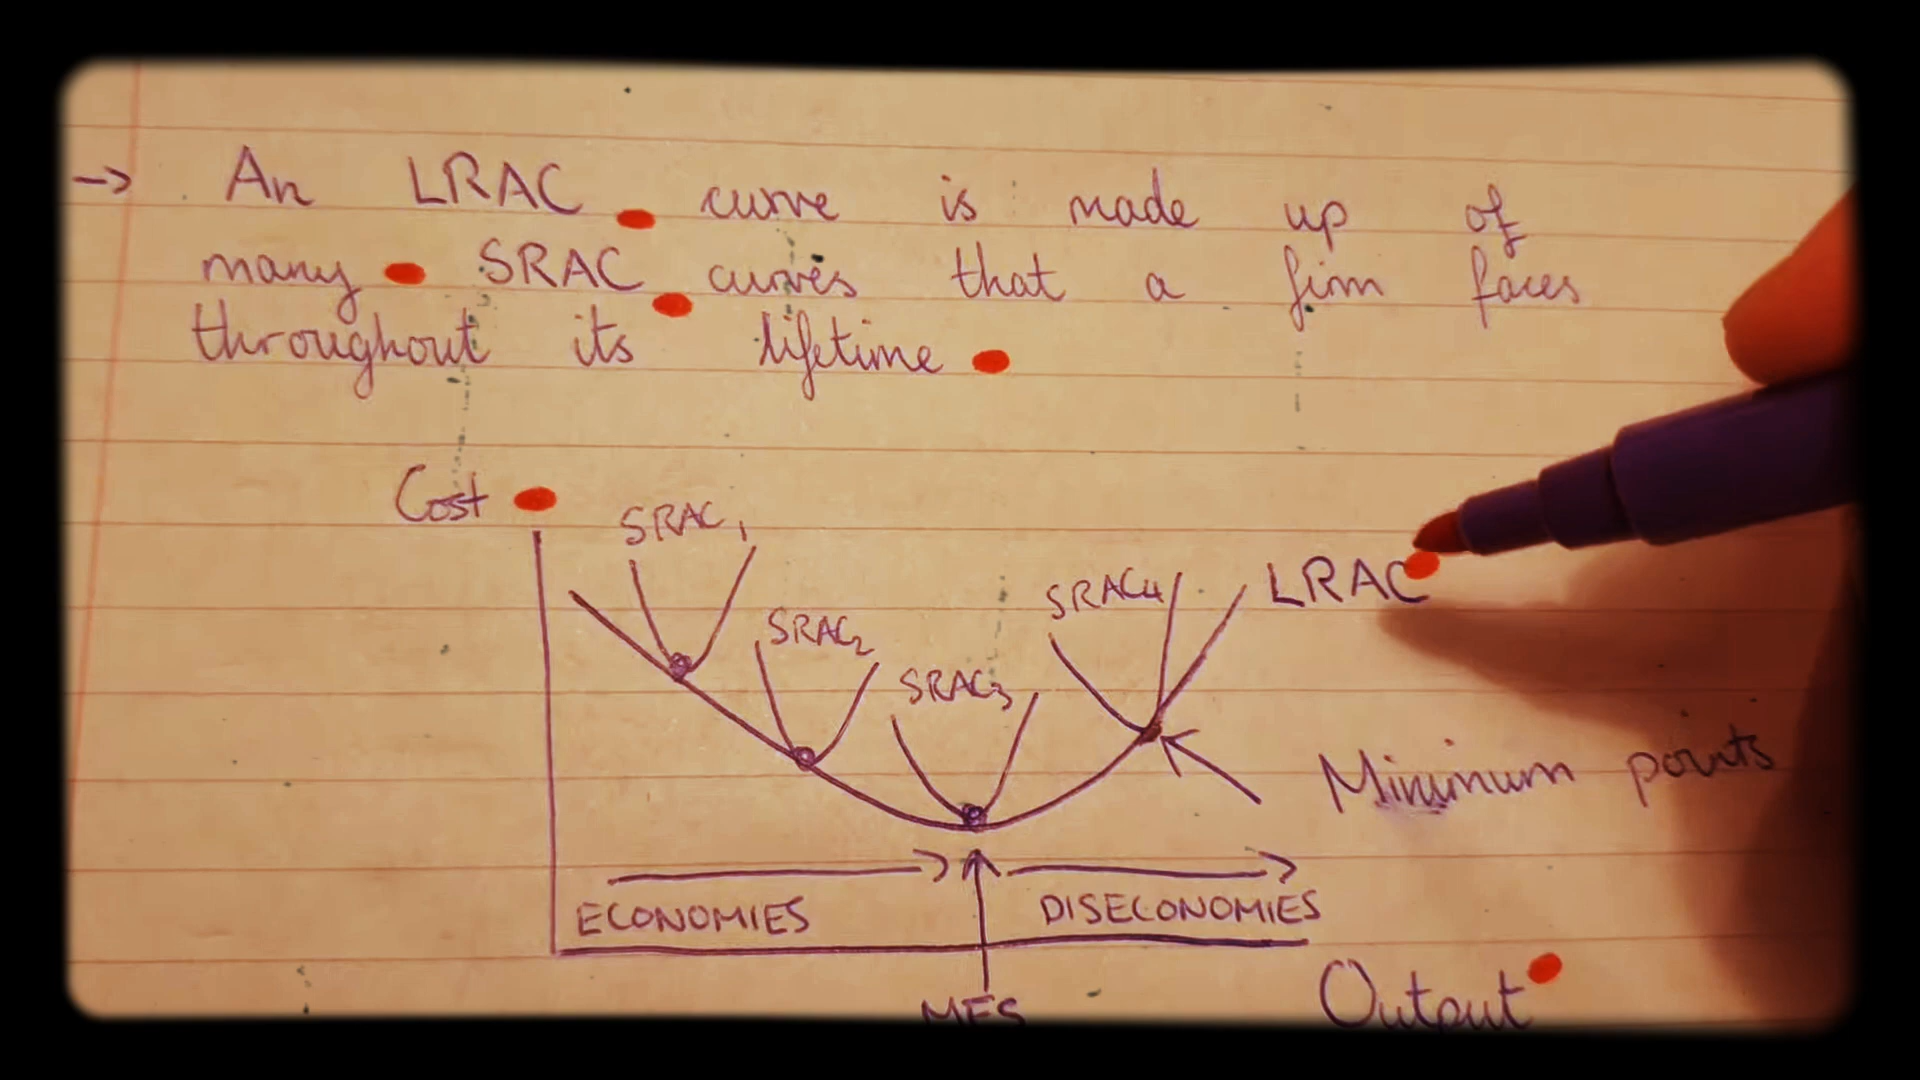 → An LRAC curve is made up of
many SRAC curves that a firm faces
throughout its lifetime
Cost
SRAC1
SRAC2
SRAC3
SRAC4
LRAC
Minimum points
ECONOMIES
DISECONOMIES
MES
Output